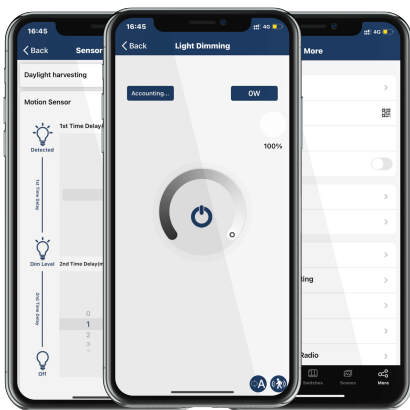 16:45
Back
Sensor
Daylight harvesting
Motion Sensor
1st Time Delay
Detected
1st Time Delay
Dim Level
2nd Time Delay(m
2nd Time Delay
0
1
2
3
Off
16:45
4G
Back
Light Dimming
Accounting...
0W
100%
A
4G
More
ting
Radio
Switches
Scenes
More